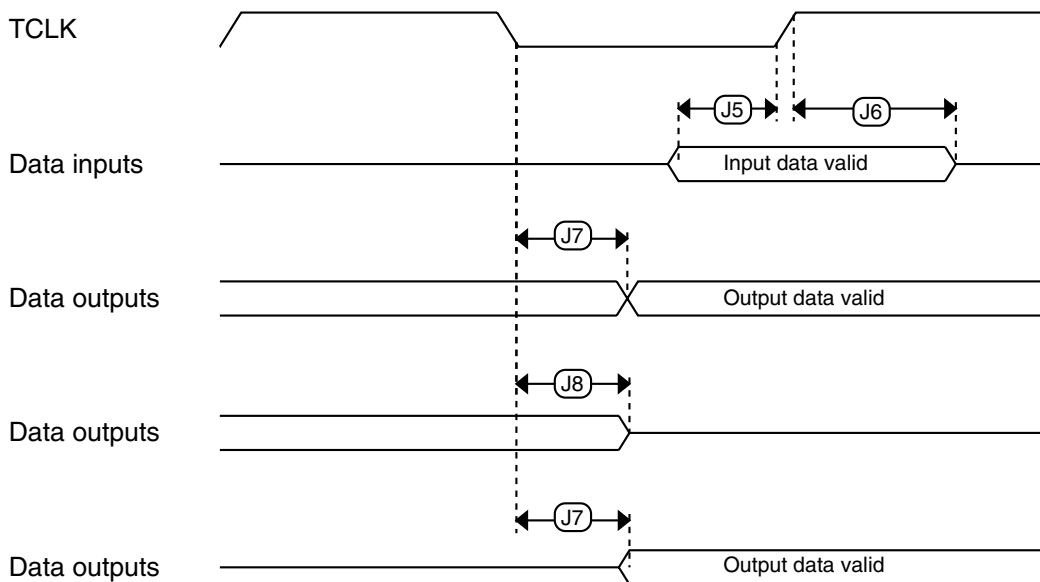 TCLK
J5
J6
Data inputs
Input data valid
J7
Data outputs
Output data valid
J8
Data outputs
J7
Data outputs
Output data valid